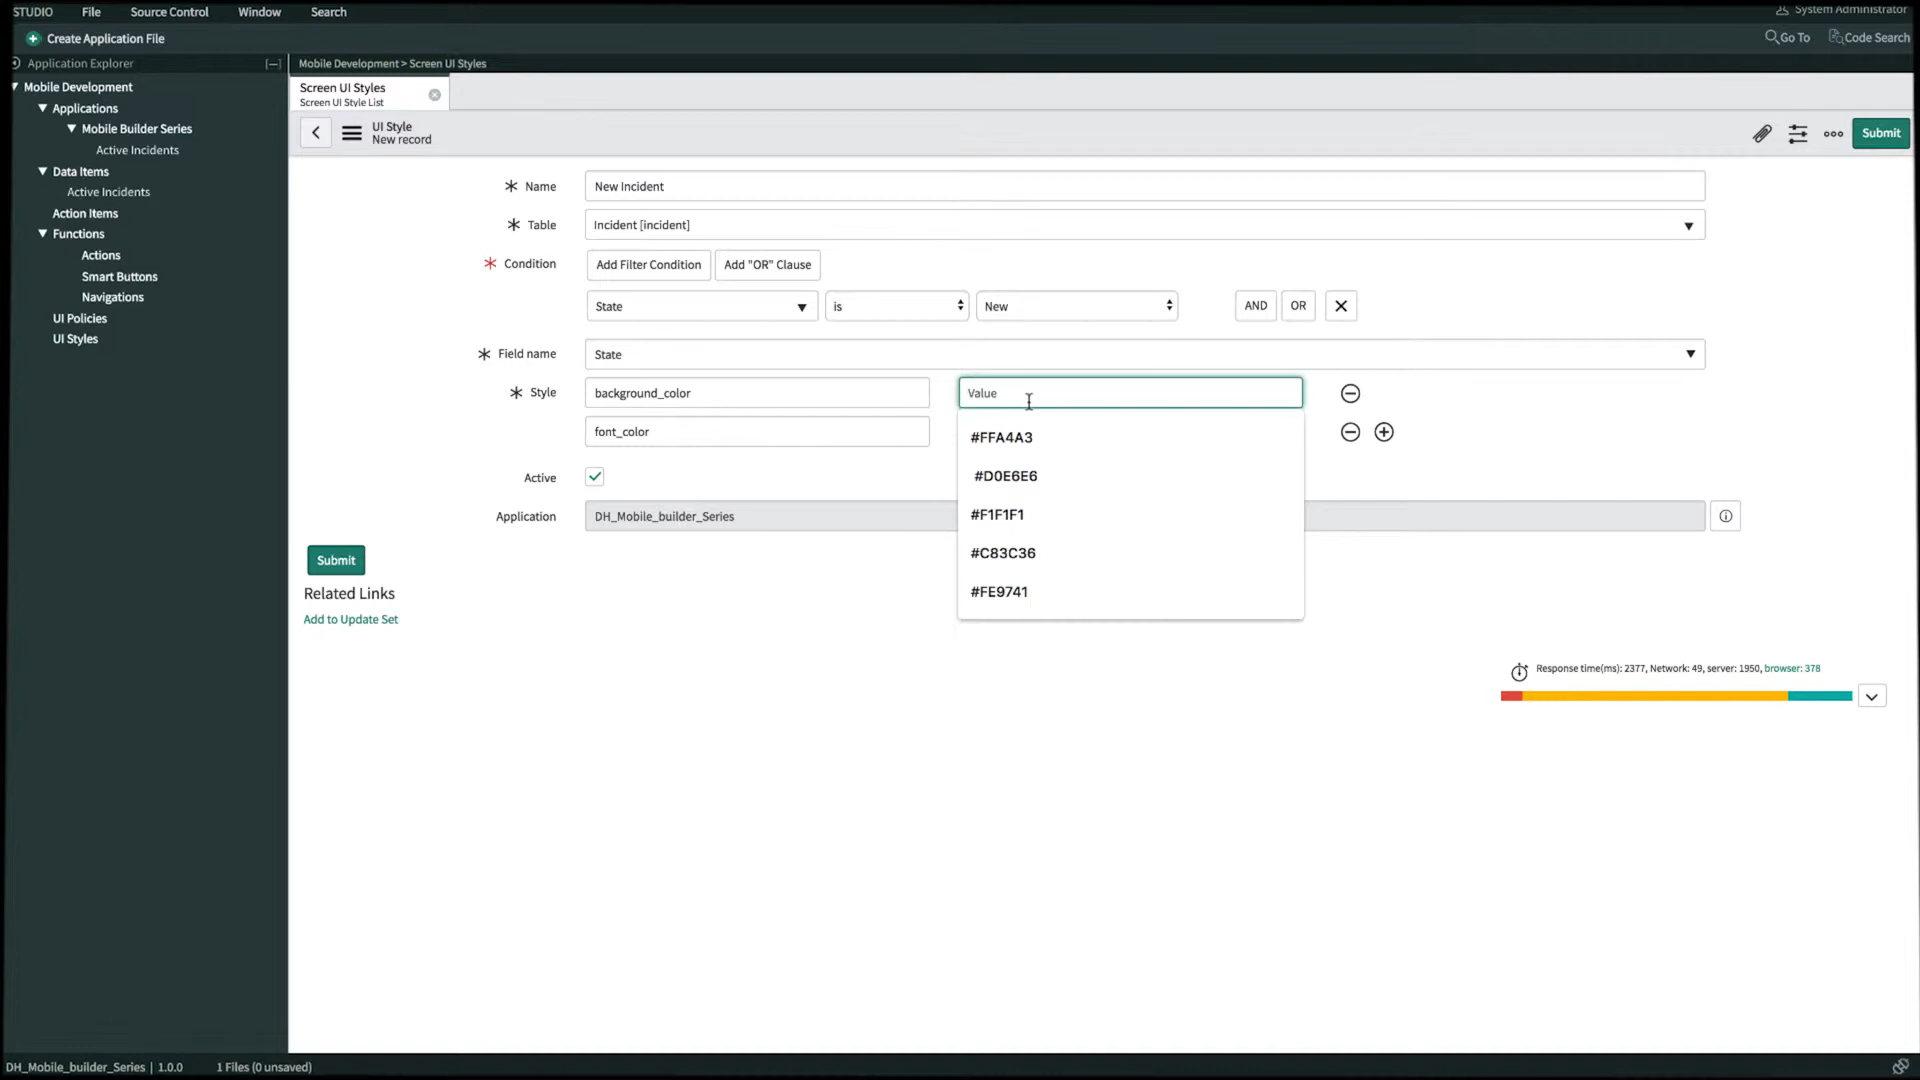 STUDIO File Source Control Window Search System Administrator
Create Application File Go To Code Search
Application Explorer [—] Mobile Development > Screen UI Styles
Mobile Development
Applications
Mobile Builder Series
Active Incidents
Data Items
Active Incidents
Action Items
Functions
Actions
Smart Buttons
Navigations
UI Policies
UI Styles
Screen UI Styles
Screen UI Style List
UI Style
New record
Submit
Name New Incident
Table Incident [incident]
Condition Add Filter Condition Add "OR" Clause
State is New AND OR
Field name State
Style background_color Value
font_color
#FFA4A3
#D0E6E6
#F1F1F1
#C83C36
#FE9741
Active
Application DH_Mobile_builder_Series
Submit
Related Links
Add to Update Set
Response time(ms): 2377, Network: 49, server: 1950, browser: 378
DH_Mobile_builder_Series | 1.0.0 1 Files (0 unsaved)